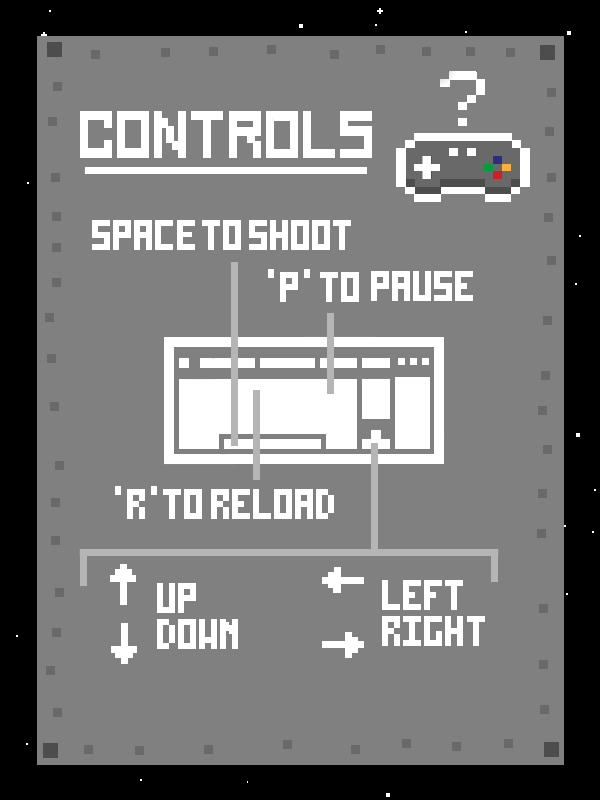 ?
CONTROLS
SPACE TO SHOOT
'P' TO PAUSE
'R' TO RELOAD
UP
DOWN
LEFT
RIGHT